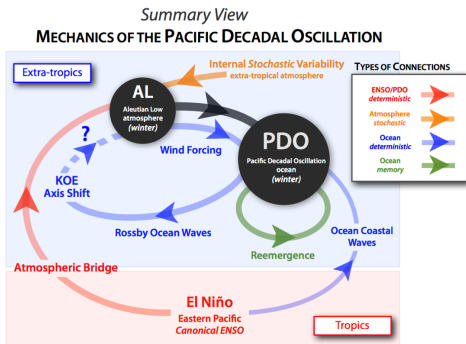 Summary View
MECHANICS OF THE PACIFIC DECADAL OSCILLATION
Extra-tropics
Internal Stochastic Variability
extra-tropical atmosphere
TYPES OF CONNECTIONS
ENSO/PDO
deterministic
Atmosphere
stochastic
Ocean
deterministic
Ocean
memory
AL
Aleutian Low
atmosphere
(winter)
PDO
Pacific Decadal Oscillation
ocean
(winter)
?
Wind Forcing
KOE
Axis Shift
Rossby Ocean Waves
Ocean Coastal
Waves
Reemergence
Atmospheric Bridge
El Niño
Eastern Pacific
Canonical ENSO
Tropics